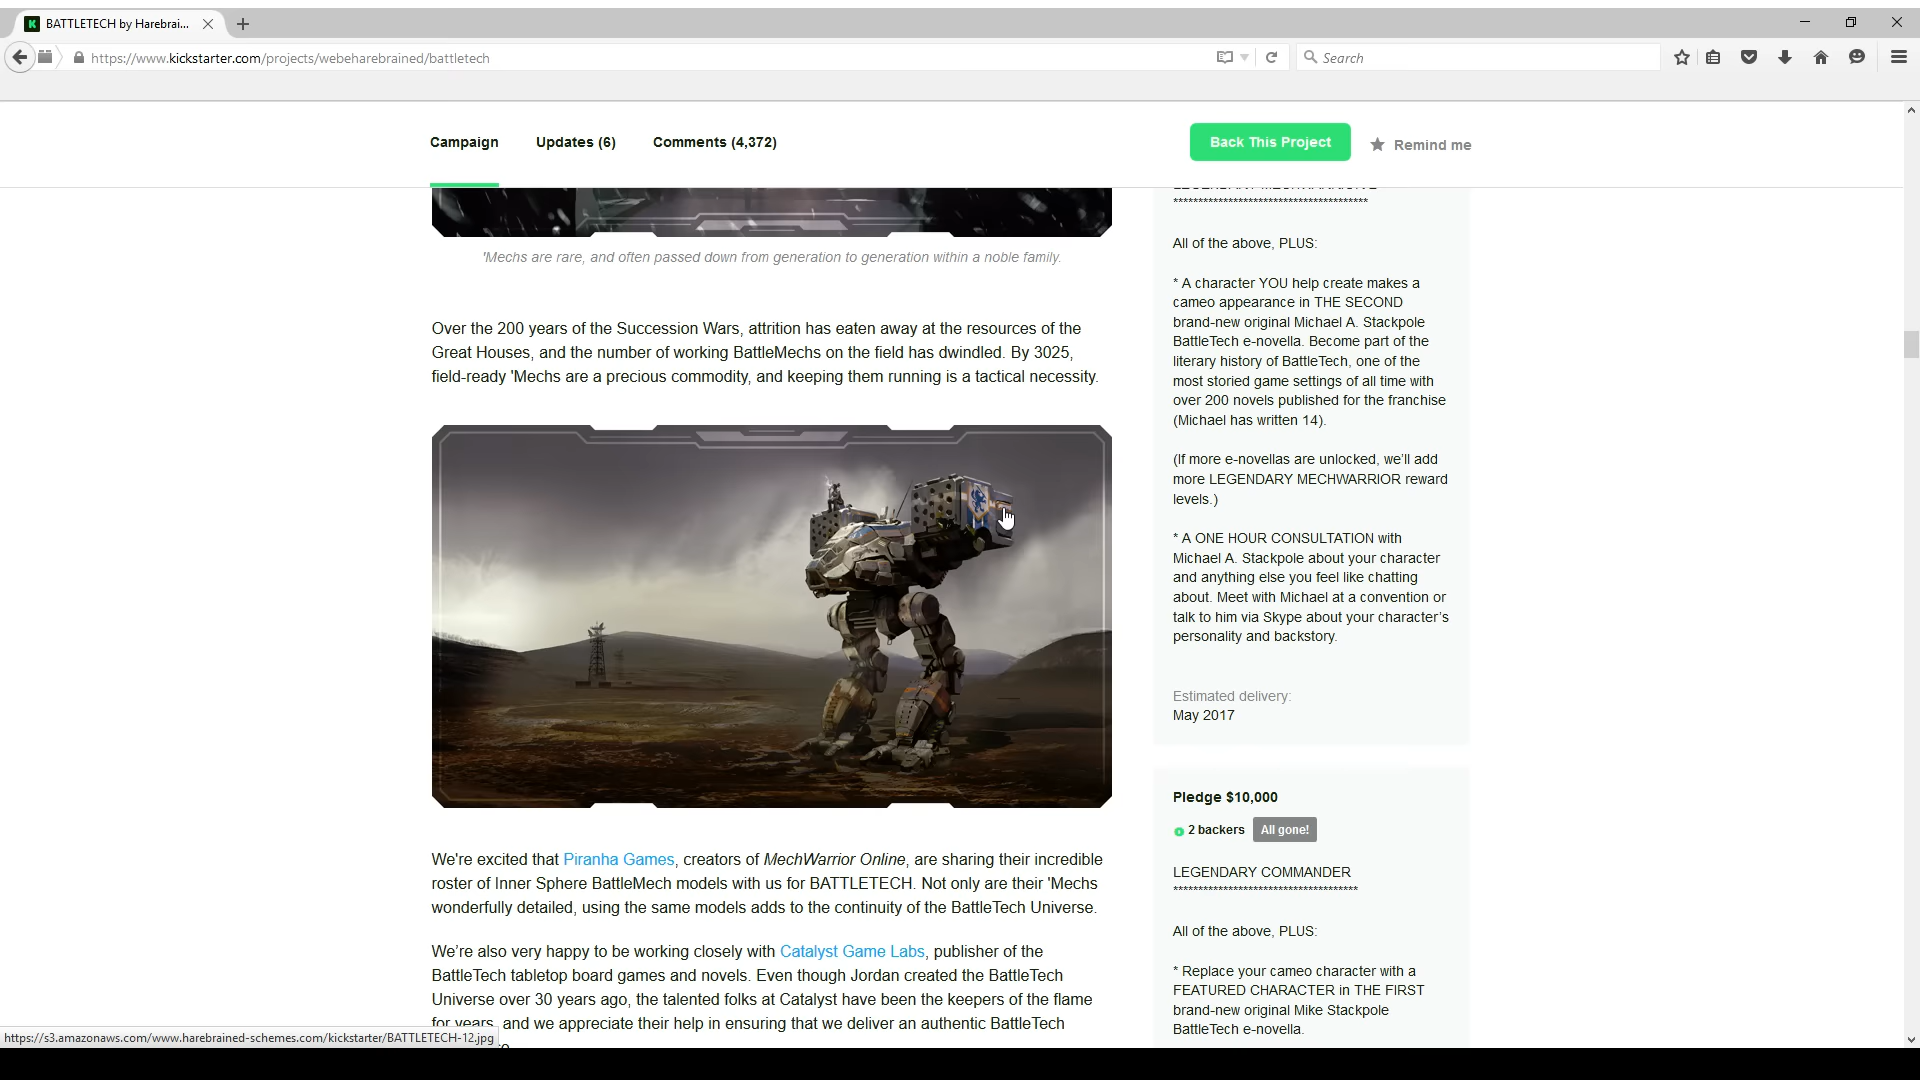 BATTLETECH by Harebrai...
https://www.kickstarter.com/projects/webeharebrained/battletech
Search
Campaign
Updates (6)
Comments (4,372)
Back This Project
Remind me
'Mechs are rare, and often passed down from generation to generation within a noble family.
Over the 200 years of the Succession Wars, attrition has eaten away at the resources of the
Great Houses, and the number of working BattleMechs on the field has dwindled. By 3025,
field-ready 'Mechs are a precious commodity, and keeping them running is a tactical necessity.
We're excited that Piranha Games, creators of MechWarrior Online, are sharing their incredible
roster of Inner Sphere BattleMech models with us for BATTLETECH. Not only are their 'Mechs
wonderfully detailed, using the same models adds to the continuity of the BattleTech Universe.
We’re also very happy to be working closely with Catalyst Game Labs, publisher of the
BattleTech tabletop board games and novels. Even though Jordan created the BattleTech
Universe over 30 years ago, the talented folks at Catalyst have been the keepers of the flame
for years, and we appreciate their help in ensuring that we deliver an authentic BattleTech
https://s3.amazonaws.com/www.harebrained-schemes.com/kickstarter/BATTLETECH-12.jpg
***************************************
All of the above, PLUS:
* A character YOU help create makes a
cameo appearance in THE SECOND
brand-new original Michael A. Stackpole
BattleTech e-novella. Become part of the
literary history of BattleTech, one of the
most storied game settings of all time with
over 200 novels published for the franchise
(Michael has written 14).
(If more e-novellas are unlocked, we’ll add
more LEGENDARY MECHWARRIOR reward
levels.)
* A ONE HOUR CONSULTATION with
Michael A. Stackpole about your character
and anything else you feel like chatting
about. Meet with Michael at a convention or
talk to him via Skype about your character’s
personality and backstory.
Estimated delivery:
May 2017
Pledge $10,000
2 backers All gone!
LEGENDARY COMMANDER
*************************************
All of the above, PLUS:
* Replace your cameo character with a
FEATURED CHARACTER in THE FIRST
brand-new original Mike Stackpole
BattleTech e-novella.